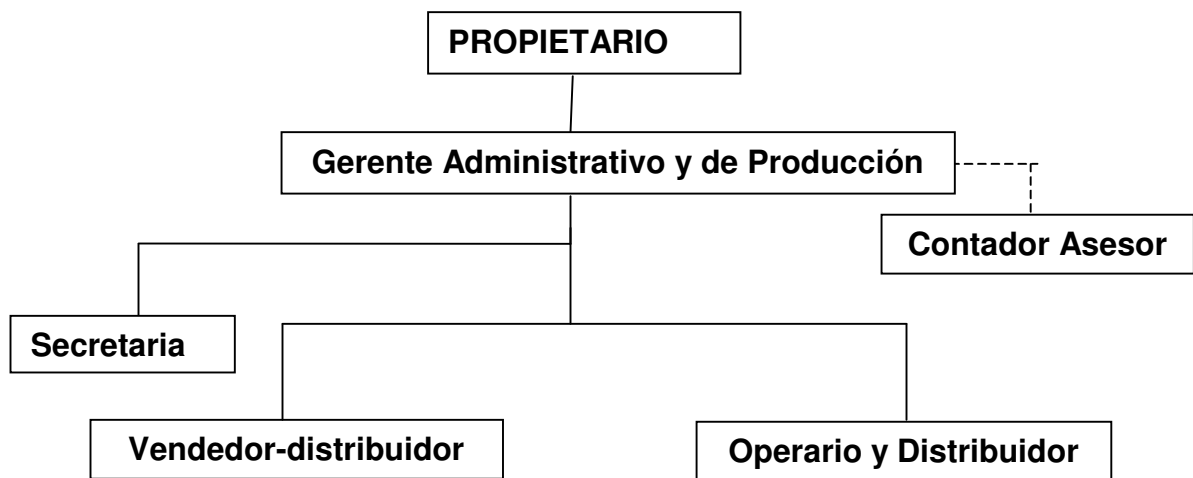 PROPIETARIO
Gerente Administrativo y de Producción
Contador Asesor
Secretaria
Vendedor-distribuidor
Operario y Distribuidor